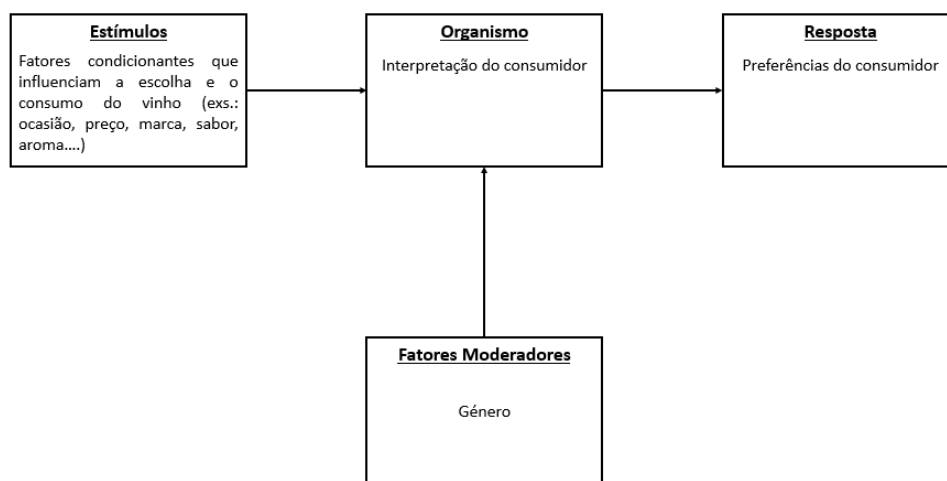 Estímulos
Fatores condicionantes que
influenciam a escolha e o
consumo do vinho (exs.:
ocasião, preço, marca, sabor,
aroma....)
Organismo
Interpretação do consumidor
Resposta
Preferências do consumidor
Fatores Moderadores
Género